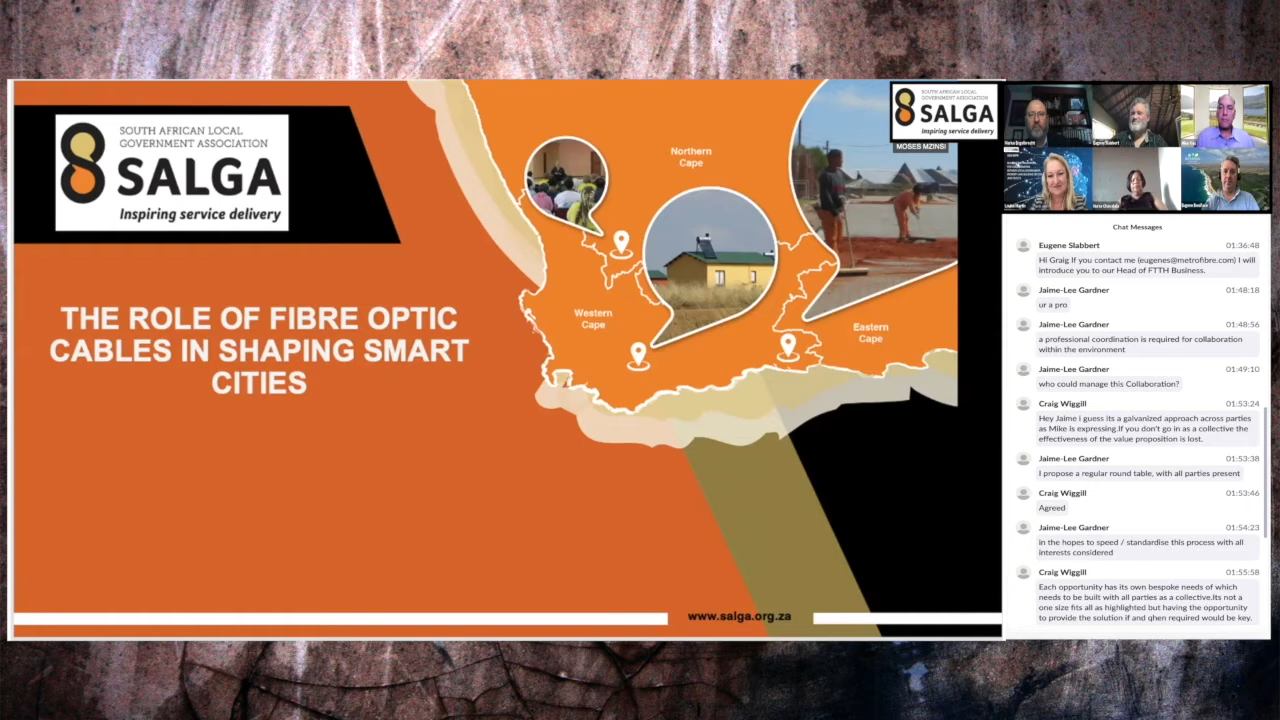 SOUTH AFRICAN LOCAL
GOVERNMENT ASSOCIATION
SALGA
Inspiring service delivery
THE ROLE OF FIBRE OPTIC
CABLES IN SHAPING SMART
CITIES
Northern
Cape
Western
Cape
Eastern
Cape
www.salga.org.za
SOUTH AFRICAN LOCAL
GOVERNMENT ASSOCIATION
SALGA
Inspiring service delivery
MOSES MZINSI
Eugene Slabbert
Chat Messages
Eugene Slabbert 01:36:48
Hi Graig If you contact me (eugenes@metrofibre.com) I will
introduce you to our Head of FTTH Business.
Jaime-Lee Gardner 01:48:18
ur a pro
Jaime-Lee Gardner 01:48:56
a professional coordination is required for collaboration
within the environment
Jaime-Lee Gardner 01:49:10
who could manage this Collaboration?
Craig Wiggill 01:53:24
Hey Jaime i guess its a galvanized approach across parties
as Mike is expressing.If you don't go in as a collective the
effectiveness of the value proposition is lost.
Jaime-Lee Gardner 01:53:38
I propose a regular round table, with all parties present
Craig Wiggill 01:53:46
Agreed
Jaime-Lee Gardner 01:54:23
in the hopes to speed / standardise this process with all
interests considered
Craig Wiggill 01:55:58
Each opportunity has its own bespoke needs of which
needs to be built with all parties as a collective.Its not a
one size fits all as highlighted but having the opportunity
to provide the solution if and qhen required would be key.